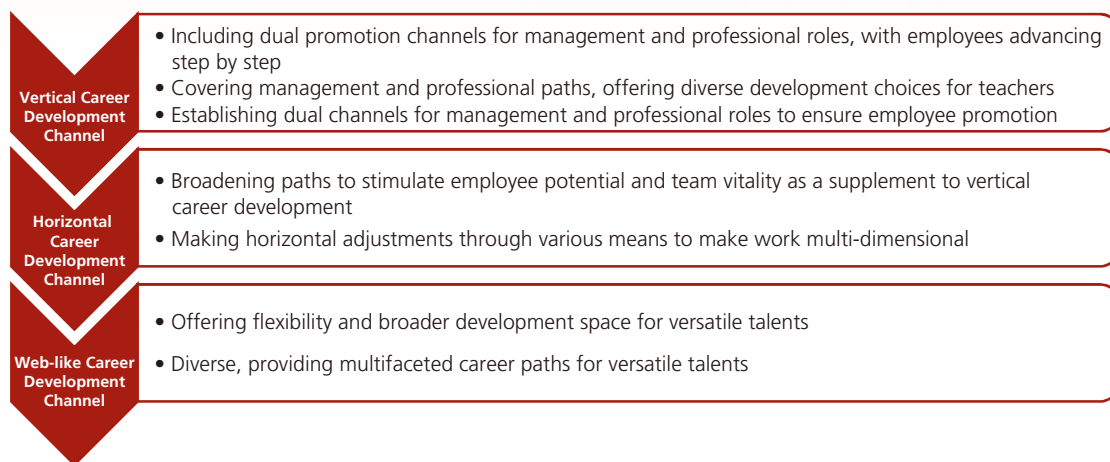 Vertical Career
Development
Channel
• Including dual promotion channels for management and professional roles, with employees advancing
step by step
• Covering management and professional paths, offering diverse development choices for teachers
• Establishing dual channels for management and professional roles to ensure employee promotion
Horizontal
Career
Development
Channel
• Broadening paths to stimulate employee potential and team vitality as a supplement to vertical
career development
• Making horizontal adjustments through various means to make work multi-dimensional
Web-like Career
Development
Channel
• Offering flexibility and broader development space for versatile talents
• Diverse, providing multifaceted career paths for versatile talents